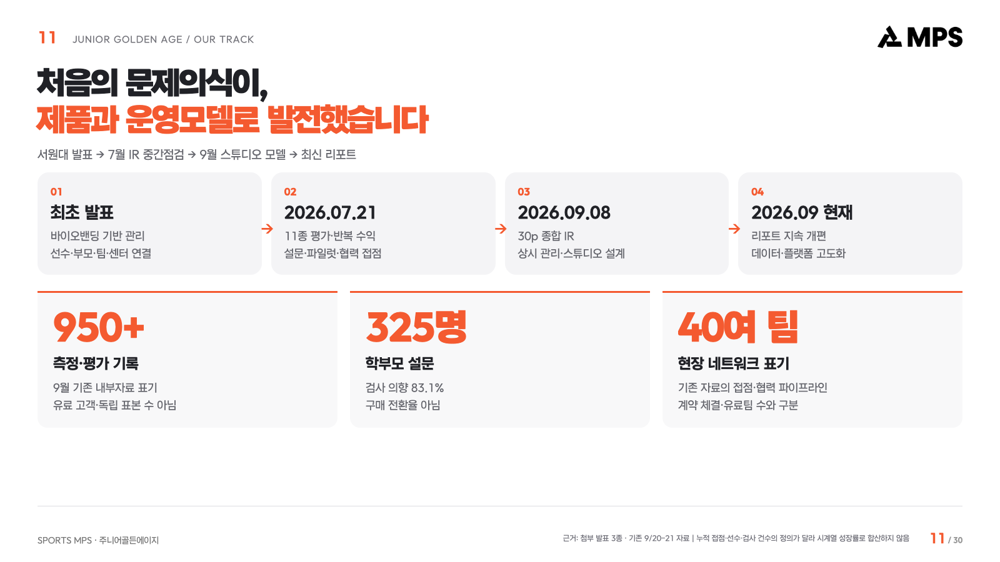 11 JUNIOR GOLDEN AGE / OUR TRACK
MPS
처음의 문제의식이,
제품과 운영모델로 발전했습니다
서원대 발표 → 7월 IR 중간점검 → 9월 스튜디오 모델 → 최신 리포트
01
최초 발표
바이오밴딩 기반 관리
선수·부모·팀·센터 연결
→
02
2026.07.21
11종 평가·반복 수익
설문·파일럿·협력 접점
→
03
2026.09.08
30p 종합 IR
상시 관리·스튜디오 설계
→
04
2026.09 현재
리포트 지속 개편
데이터·플랫폼 고도화
950+
측정·평가 기록
9월 기존 내부자료 표기
유료 고객·독립 표본 수 아님
325명
학부모 설문
검사 의향 83.1%
구매 전환율 아님
40여 팀
현장 네트워크 표기
기존 자료의 접점·협력 파이프라인
계약 체결·유료팀 수와 구분
SPORTS MPS · 주니어골든에이지
근거: 첨부 발표 3종 · 기존 9/20–21 자료 | 누적 접점·선수·검사 건수의 정의가 달라 시계열 성장률로 합산하지 않음
11 / 30